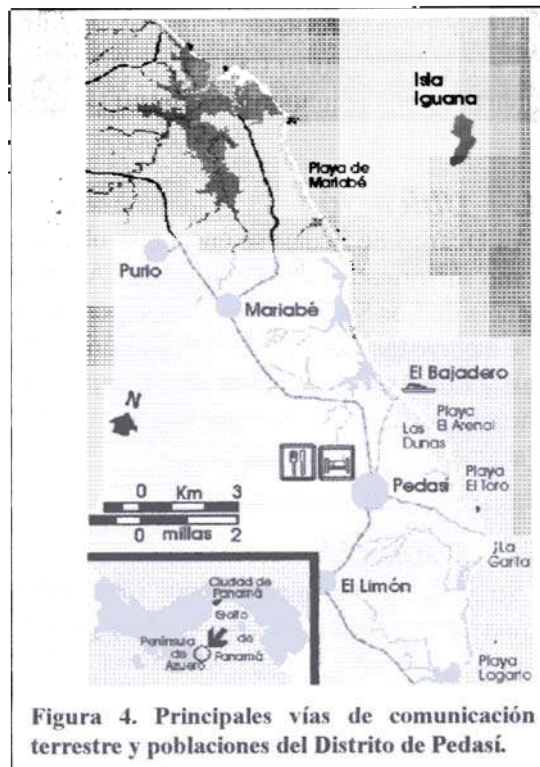 Isla
Iguana
Playa de
Mariabé
Purio
Mariabé
El Bajadero
N
Playa
El Arenal
Las
Dunas
Pedasí
Playa
El Toro
0 Km 3
0 millas 2
La
Garita
El Limón
Ciudad de
Panamá
Golfo
de
Panamá
Península
de
Azuero
Playa
Lagarto
Figura 4. Principales vías de comunicación
terrestre y poblaciones del Distrito de Pedasí.